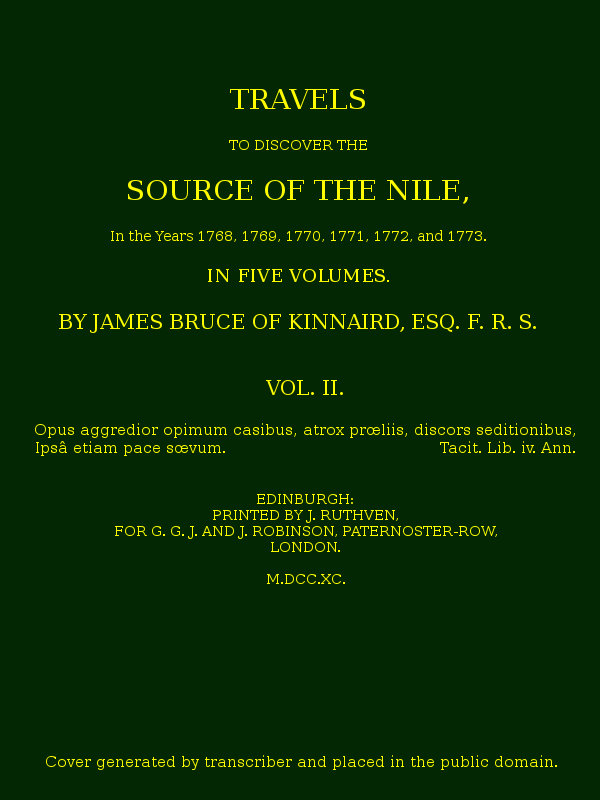 TRAVELS
TO DISCOVER THE
SOURCE OF THE NILE,
In the Years 1768, 1769, 1770, 1771, 1772, and 1773.
IN FIVE VOLUMES.
BY JAMES BRUCE OF KINNAIRD, ESQ. F. R. S.
VOL. II.
Opus aggredior opimum casibus, atrox prœliis, discors seditionibus,
Ipsâ etiam pace sœvum. Tacit. Lib. iv. Ann.
EDINBURGH:
PRINTED BY J. RUTHVEN,
FOR G. G. J. AND J. ROBINSON, PATERNOSTER-ROW,
LONDON.
M.DCC.XC.
Cover generated by transcriber and placed in the public domain.